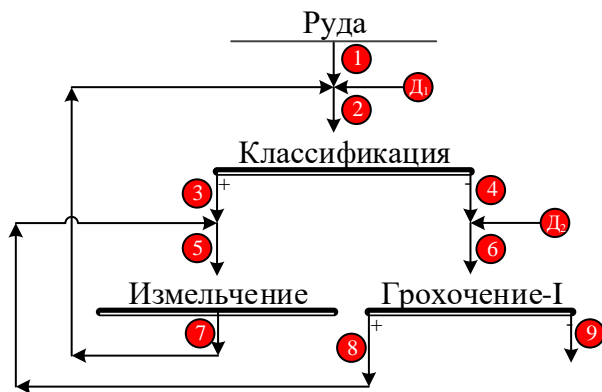 Руда
1
Д₁
2
Классификация
3 + - 4
Д₂
5 6
Измельчение Грохочение-I
7 + 8 - 9